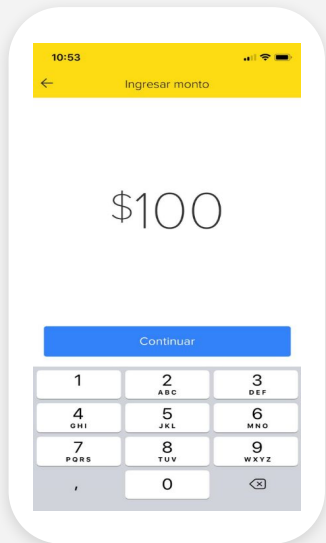 10:53
Ingresar monto
$100
Continuar
1 2 3
ABC DEF
4 5 6
GHI JKL MNO
7 8 9
PQRS TUV WXYZ
, 0